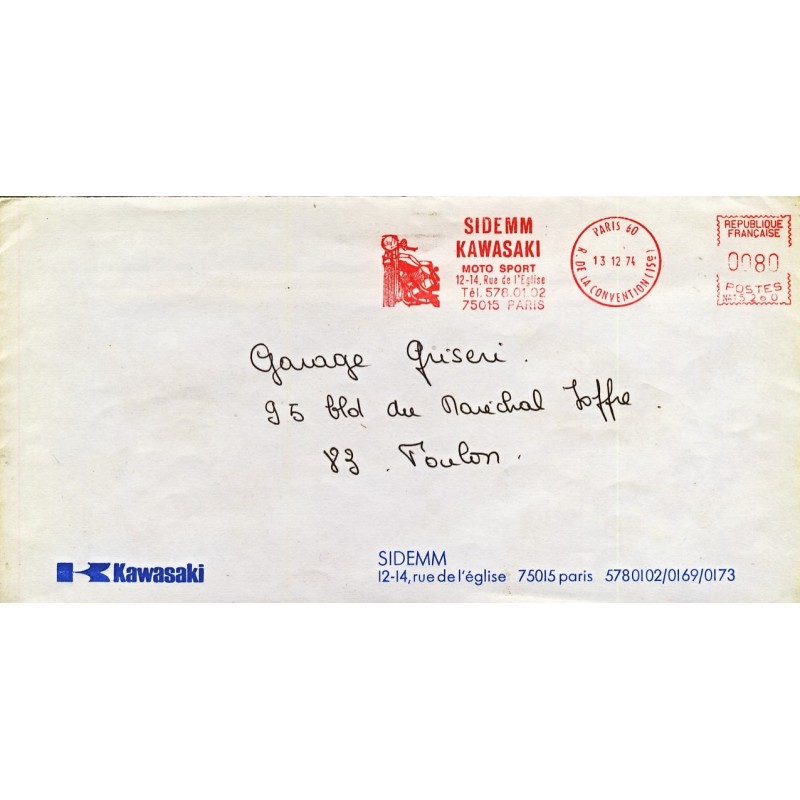 SIDEMM
KAWASAKI
MOTO SPORT
12-14, Rue de l'Eglise
Tél. 578.01.02
75015 PARIS
PARIS 60
13 12 74
R. DE LA CONVENTION (15è)
REPUBLIQUE
FRANCAISE
0080
POSTES
Garage Griseri.
95 bld du Maréchal Joffre.
83. Toulon.
Kawasaki
SIDEMM
12-14, rue de l'église 75015 paris 5780102/0169/0173